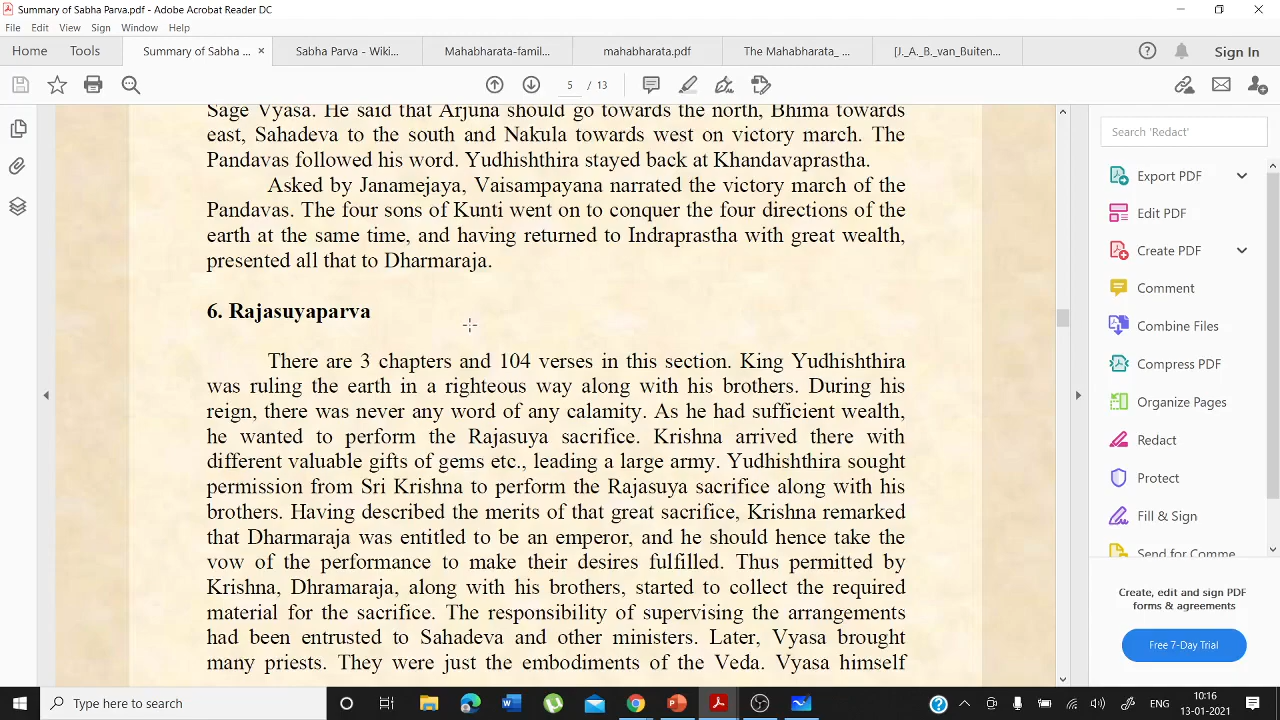 Summary of Sabha Parva.pdf - Adobe Acrobat Reader DC
File Edit View Sign Window Help
Home Tools Summary of Sabha ... × Sabha Parva - Wiki... Mahabharata-famil... mahabharata.pdf The Mahabharata_ ... [J._A._B._van_Buiten... Sign In
5 / 13
Sage Vyasa. He said that Arjuna should go towards the north, Bhima towards
east, Sahadeva to the south and Nakula towards west on victory march. The
Pandavas followed his word. Yudhishthira stayed back at Khandavaprastha.
Asked by Janamejaya, Vaisampayana narrated the victory march of the
Pandavas. The four sons of Kunti went on to conquer the four directions of the
earth at the same time, and having returned to Indraprastha with great wealth,
presented all that to Dharmaraja.
6. Rajasuyaparva
There are 3 chapters and 104 verses in this section. King Yudhishthira
was ruling the earth in a righteous way along with his brothers. During his
reign, there was never any word of any calamity. As he had sufficient wealth,
he wanted to perform the Rajasuya sacrifice. Krishna arrived there with
different valuable gifts of gems etc., leading a large army. Yudhishthira sought
permission from Sri Krishna to perform the Rajasuya sacrifice along with his
brothers. Having described the merits of that great sacrifice, Krishna remarked
that Dharmaraja was entitled to be an emperor, and he should hence take the
vow of the performance to make their desires fulfilled. Thus permitted by
Krishna, Dhramaraja, along with his brothers, started to collect the required
material for the sacrifice. The responsibility of supervising the arrangements
had been entrusted to Sahadeva and other ministers. Later, Vyasa brought
many priests. They were just the embodiments of the Veda. Vyasa himself
Search 'Redact'
Export PDF
Edit PDF
Create PDF
Comment
Combine Files
Compress PDF
Organize Pages
Redact
Protect
Fill & Sign
Send for Comme
Create, edit and sign PDF
forms & agreements
Free 7-Day Trial
Type here to search
ENG
10:16
13-01-2021